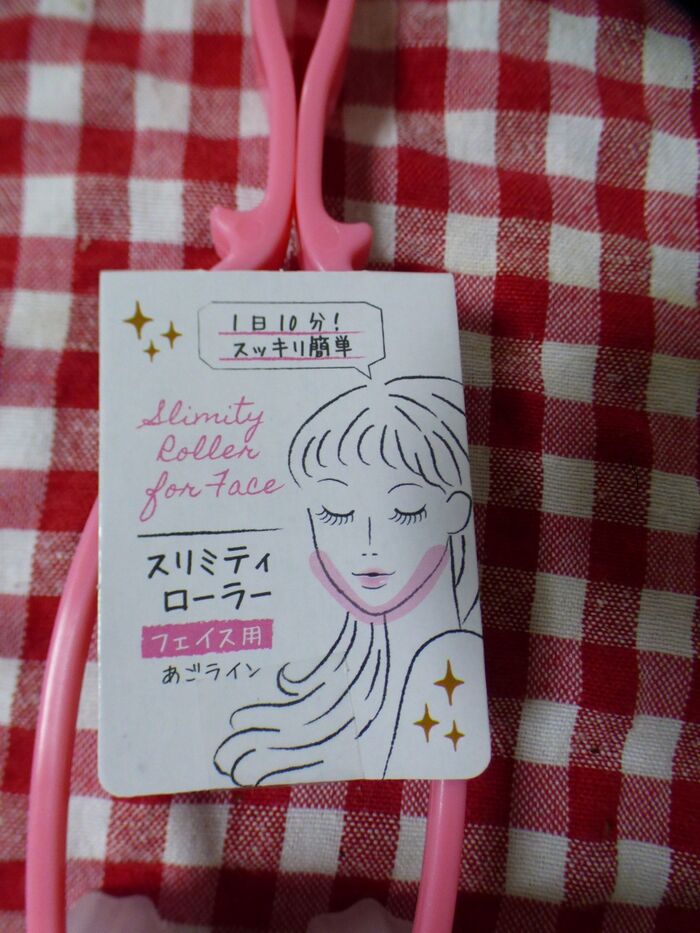 1日10分!
スッキリ簡単
Slimity
Roller
for Face
スリミティ
ローラー
フェイス用
あごライン